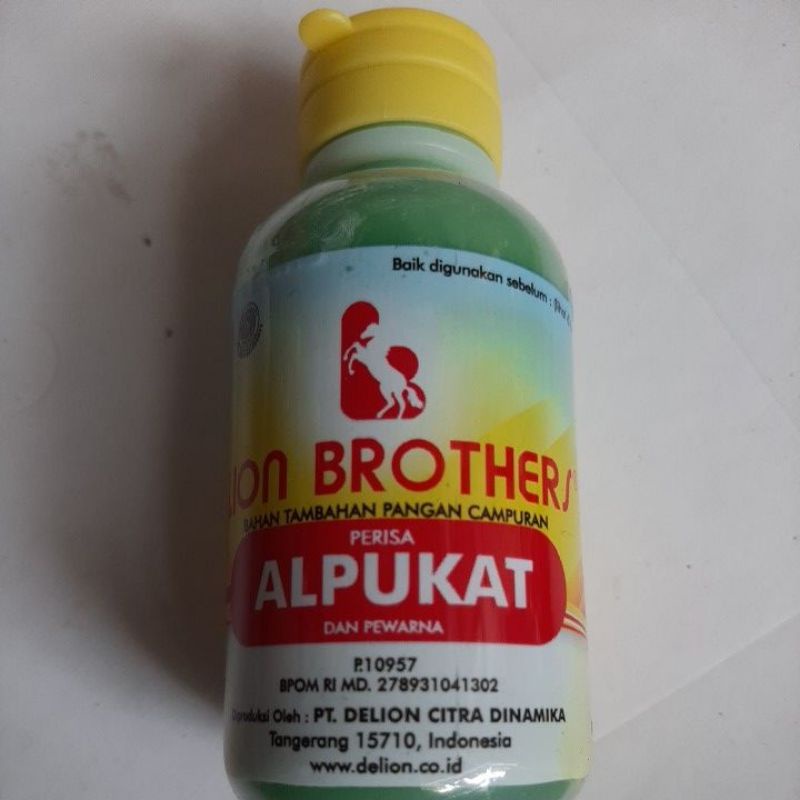 Baik digunakan sebelum :
LION BROTHERS
BAHAN TAMBAHAN PANGAN CAMPURAN
PERISA
ALPUKAT
DAN PEWARNA
P.10957
BPOM RI MD. 278931041302
Diproduksi Oleh : PT. DELION CITRA DINAMIKA
Tangerang 15710, Indonesia
www.delion.co.id